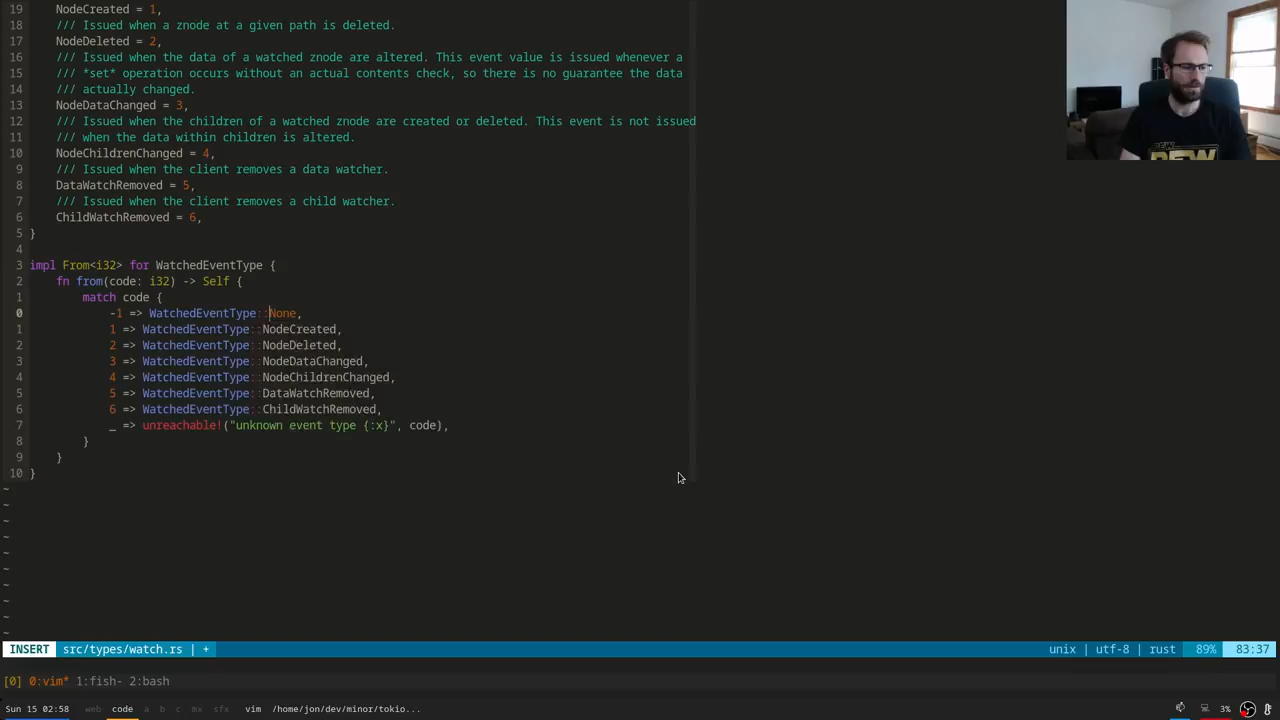 19     NodeCreated = 1,
18     /// Issued when a znode at a given path is deleted.
17     NodeDeleted = 2,
16     /// Issued when the data of a watched znode are altered. This event value is issued whenever a
15     /// *set* operation occurs without an actual contents check, so there is no guarantee the data
14     /// actually changed.
13     NodeDataChanged = 3,
12     /// Issued when the children of a watched znode are created or deleted. This event is not issued
11     /// when the data within children is altered.
10     NodeChildrenChanged = 4,
9     /// Issued when the client removes a data watcher.
8     DataWatchRemoved = 5,
7     /// Issued when the client removes a child watcher.
6     ChildWatchRemoved = 6,
5 }
4
3 impl From<i32> for WatchedEventType {
2     fn from(code: i32) -> Self {
1         match code {
0             -1 => WatchedEventType::None,
1             1 => WatchedEventType::NodeCreated,
2             2 => WatchedEventType::NodeDeleted,
3             3 => WatchedEventType::NodeDataChanged,
4             4 => WatchedEventType::NodeChildrenChanged,
5             5 => WatchedEventType::DataWatchRemoved,
6             6 => WatchedEventType::ChildWatchRemoved,
7             _ => unreachable!("unknown event type {:x}", code),
8         }
9     }
10 }
~
~
~
~
~
~
~
~
~
~
INSERT src/types/watch.rs | + unix | utf-8 | rust 89% 83:37
[0] 0:vim* 1:fish- 2:bash
Sun 15 02:58 web code a b c mx sfx vim /home/jon/dev/minor/tokio... 3%